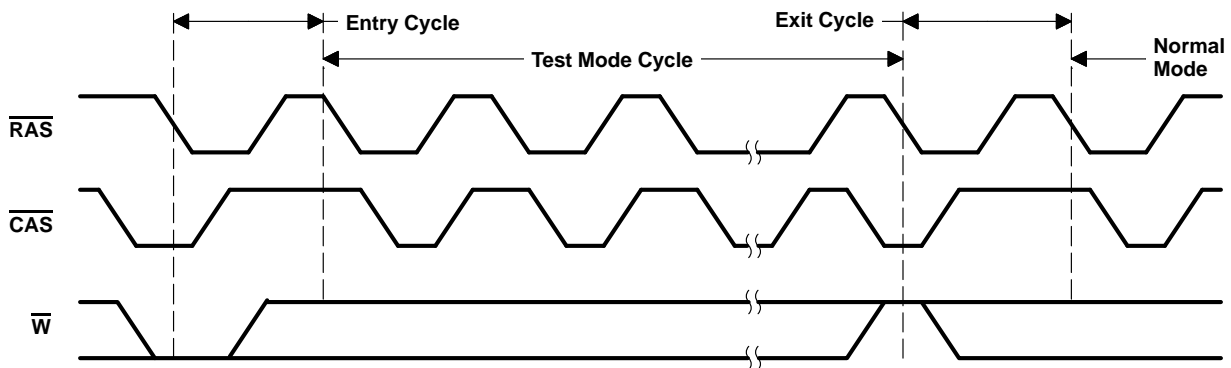 Entry Cycle
Exit Cycle
Test Mode Cycle
Normal
Mode
RAS
CAS
W